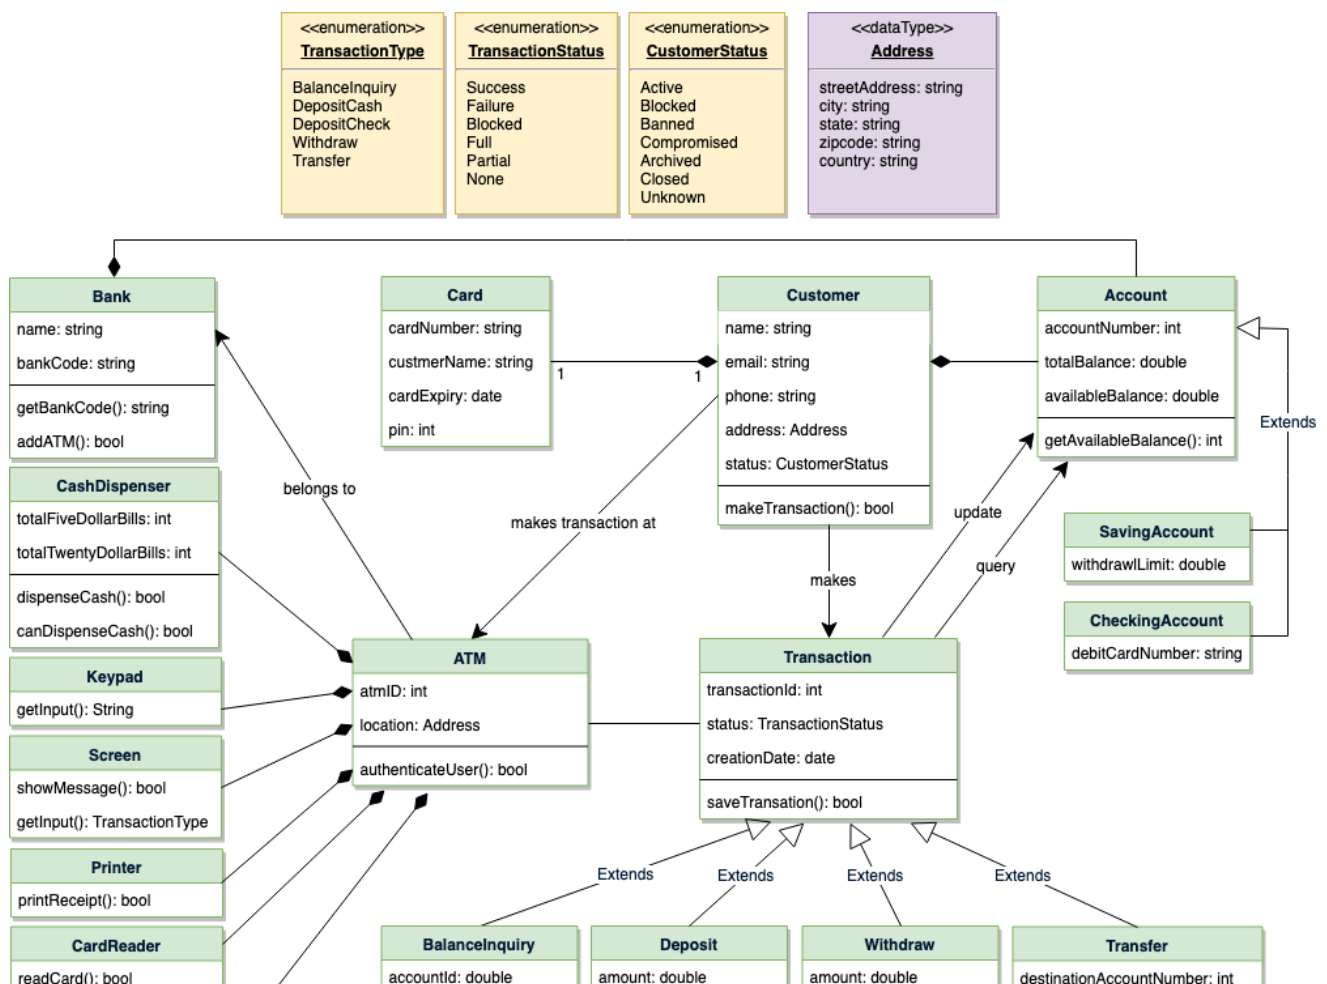 <<enumeration>>
TransactionType
BalanceInquiry
DepositCash
DepositCheck
Withdraw
Transfer
<<enumeration>>
TransactionStatus
Success
Failure
Blocked
Full
Partial
None
<<enumeration>>
CustomerStatus
Active
Blocked
Banned
Compromised
Archived
Closed
Unknown
<<dataType>>
Address
streetAddress: string
city: string
state: string
zipcode: string
country: string
Bank
name: string
bankCode: string
getBankCode(): string
addATM(): bool
Card
cardNumber: string
custmerName: string
cardExpiry: date
pin: int
1
1
Customer
name: string
email: string
phone: string
address: Address
status: CustomerStatus
makeTransaction(): bool
Account
accountNumber: int
totalBalance: double
availableBalance: double
getAvailableBalance(): int
Extends
belongs to
makes transaction at
makes
update
query
CashDispenser
totalFiveDollarBills: int
totalTwentyDollarBills: int
dispenseCash(): bool
canDispenseCash(): bool
SavingAccount
withdrawlLimit: double
CheckingAccount
debitCardNumber: string
Keypad
getInput(): String
Screen
showMessage(): bool
getInput(): TransactionType
Printer
printReceipt(): bool
CardReader
readCard(): bool
ATM
atmID: int
location: Address
authenticateUser(): bool
Transaction
transactionId: int
status: TransactionStatus
creationDate: date
saveTransation(): bool
Extends
Extends
Extends
Extends
BalanceInquiry
accountId: double
Deposit
amount: double
Withdraw
amount: double
Transfer
destinationAccountNumber: int